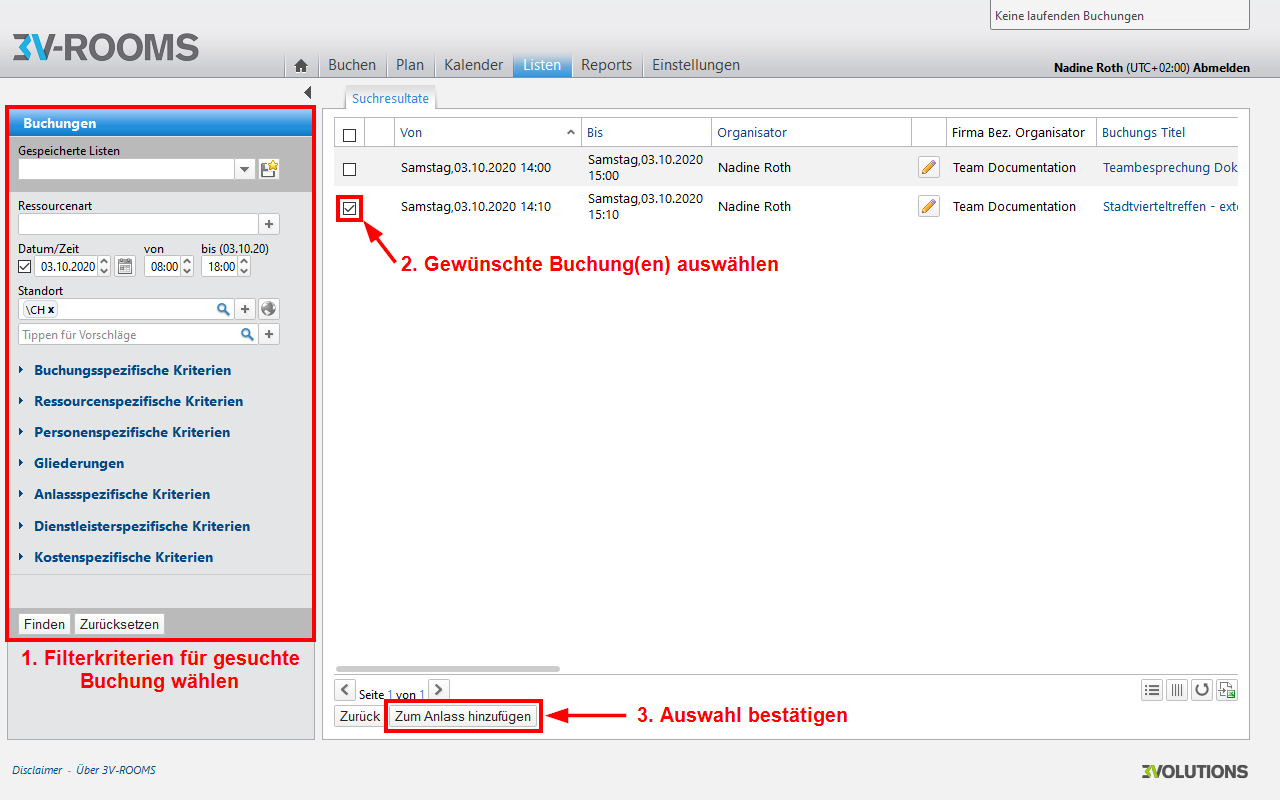 Keine laufenden Buchungen
3V-ROOMS
Buchen Plan Kalender Listen Reports Einstellungen
Nadine Roth (UTC+02:00) Abmelden
Buchungen
Gespeicherte Listen
Ressourcenart
Datum/Zeit von bis (03.10.20)
03.10.2020 08:00 18:00
Standort
\CH x
Tippen für Vorschläge
Buchungsspezifische Kriterien
Ressourcenspezifische Kriterien
Personenspezifische Kriterien
Gliederungen
Anlassspezifische Kriterien
Dienstleisterspezifische Kriterien
Kostenspezifische Kriterien
Finden Zurücksetzen
1. Filterkriterien für gesuchte
Buchung wählen
Suchresultate
Von Bis Organisator Firma Bez. Organisator Buchungs Titel
Samstag,03.10.2020 14:00 Samstag,03.10.2020 Nadine Roth Team Documentation Teambesprechung Dok
15:00
Samstag,03.10.2020 14:10 Samstag,03.10.2020 Nadine Roth Team Documentation Stadtvierteltreffen - exte
15:10
2. Gewünschte Buchung(en) auswählen
Seite 1 von 1
Zurück Zum Anlass hinzufügen
3. Auswahl bestätigen
Disclaimer - Über 3V-ROOMS
3VOLUTIONS